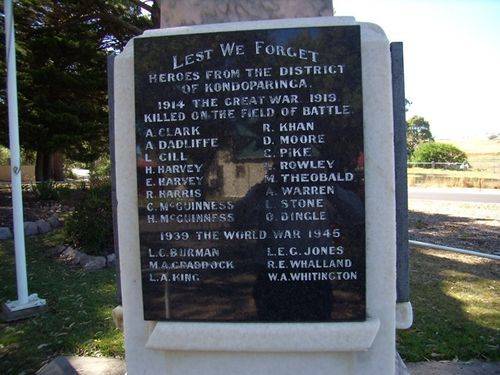 LEST WE FORGET
HEROES FROM THE DISTRICT
OF KONDOPARINGA.
1914 THE GREAT WAR 1919
KILLED ON THE FIELD OF BATTLE
A. CLARK R. KHAN
A. DADLIFFE D. MOORE
L. GILL C. PIKE
H. HARVEY F. ROWLEY
E. HARVEY M. THEOBALD
R. HARRIS A. WARREN
C. MCGUINNESS L. STONE
H. MCGUINNESS O. DINGLE
1939 THE WORLD WAR 1945
L.C. BURMAN L.E.G. JONES
M.A. CRADDOCK R.E. WHALLAND
L.A. KING W.A. WHITINGTON